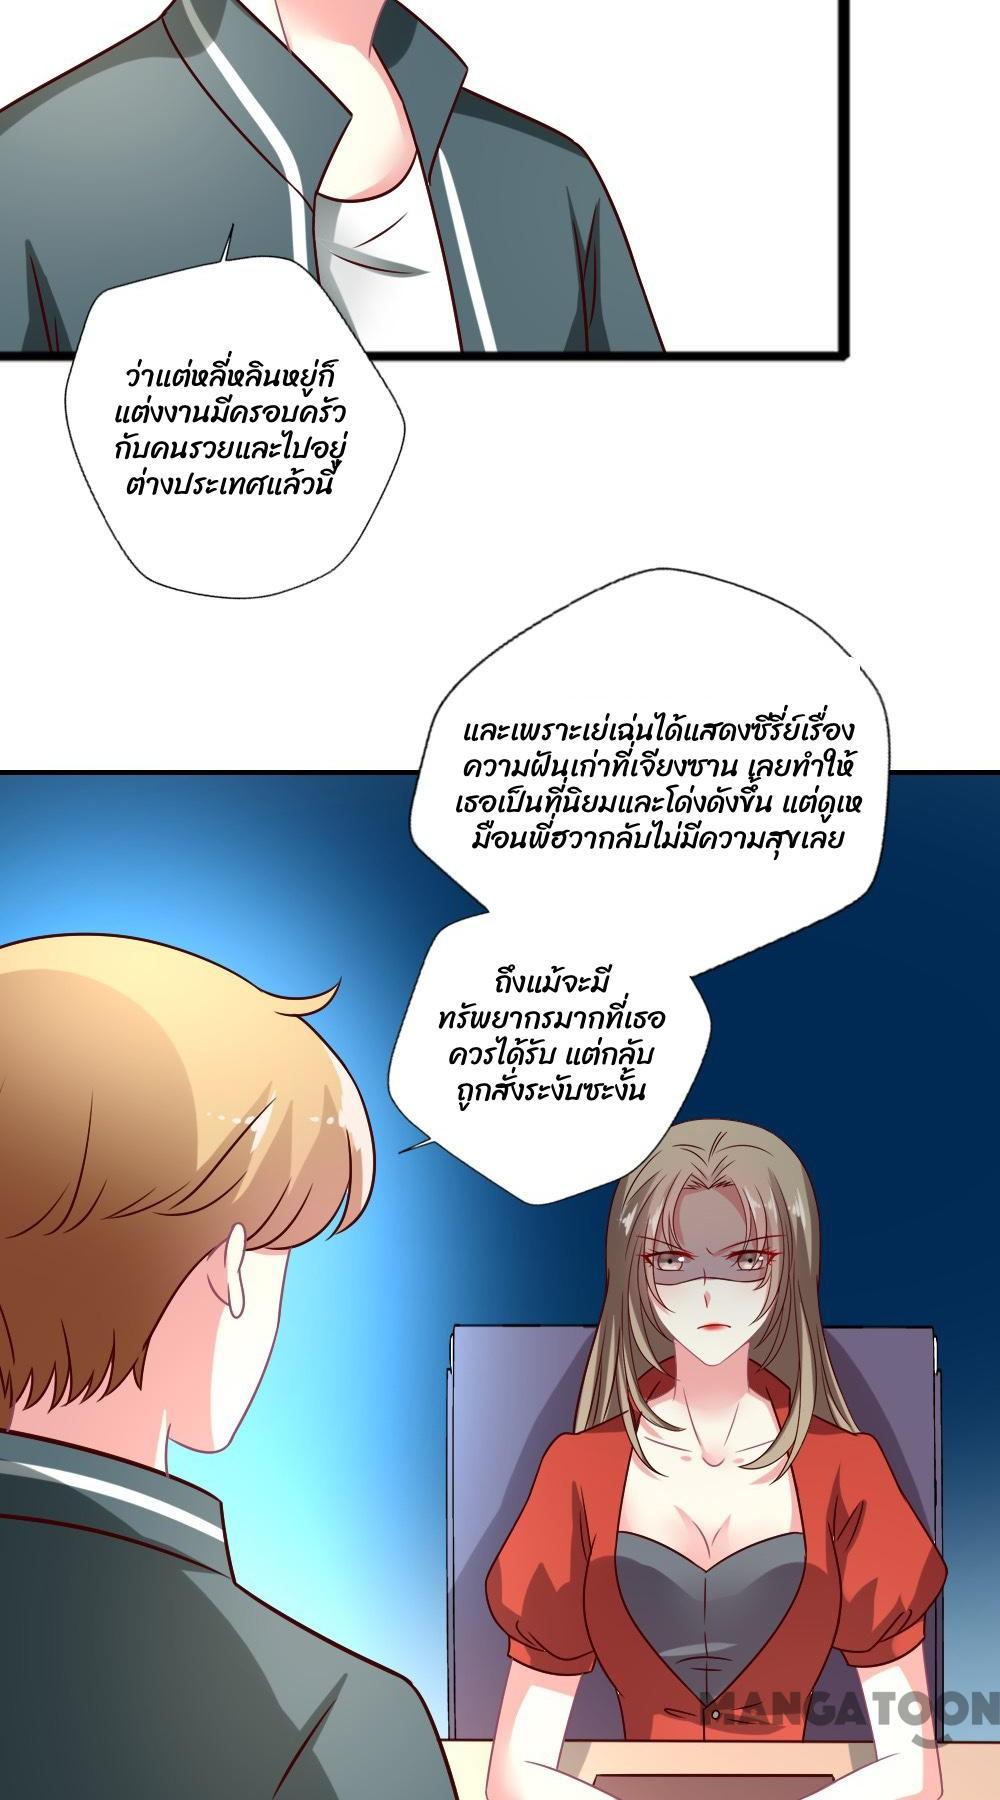 ว่าแต่หลี่หลินหยู่ก็
แต่งงานมีครอบครัว
กับคนรวยและไปอยู่
ต่างประเทศแล้วนี่
และเพราะเย่เฉ่นได้แสดงซีรี่ย์เรื่อง
ความฝันเก่าที่เจียงซาน เลยทำให้
เธอเป็นที่นิยมและโด่งดังขึ้น แต่ดูเห
มือนพี่ฮวากลับไม่มีความสุขเลย
ถึงแม้จะมี
ทรัพยากรมากที่เธอ
ควรได้รับ แต่กลับ
ถูกสั่งระงับซะงั้น
MANGATOON